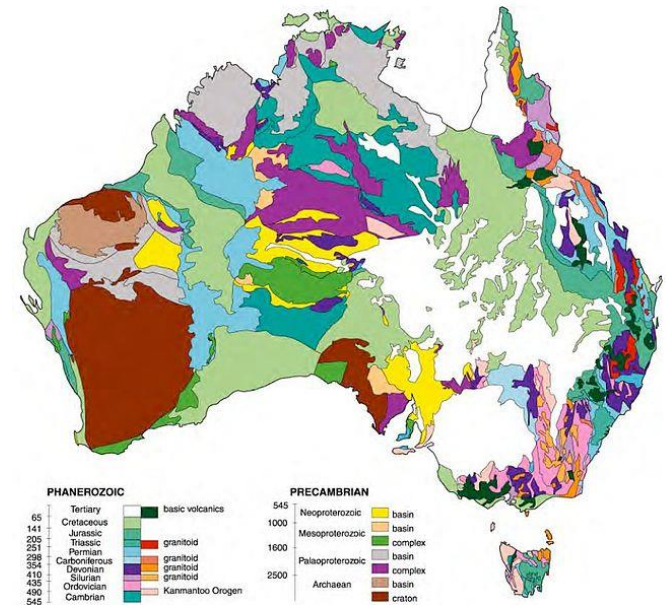 PHANEROZOIC
Tertiary
basic volcanics
65
Cretaceous
141
Jurassic
205
Triassic
granitoid
251
Permian
298
Carboniferous
granitoid
354
Devonian
granitoid
410
Silurian
granitoid
435
Ordovician
490
Kanmantoo Orogen
Cambrian
545
PRECAMBRIAN
545
Neoproterozoic
basin
1000
Mesoproterozoic
basin
complex
1600
Palaoproterozoic
basin
complex
2500
Archaean
basin
craton